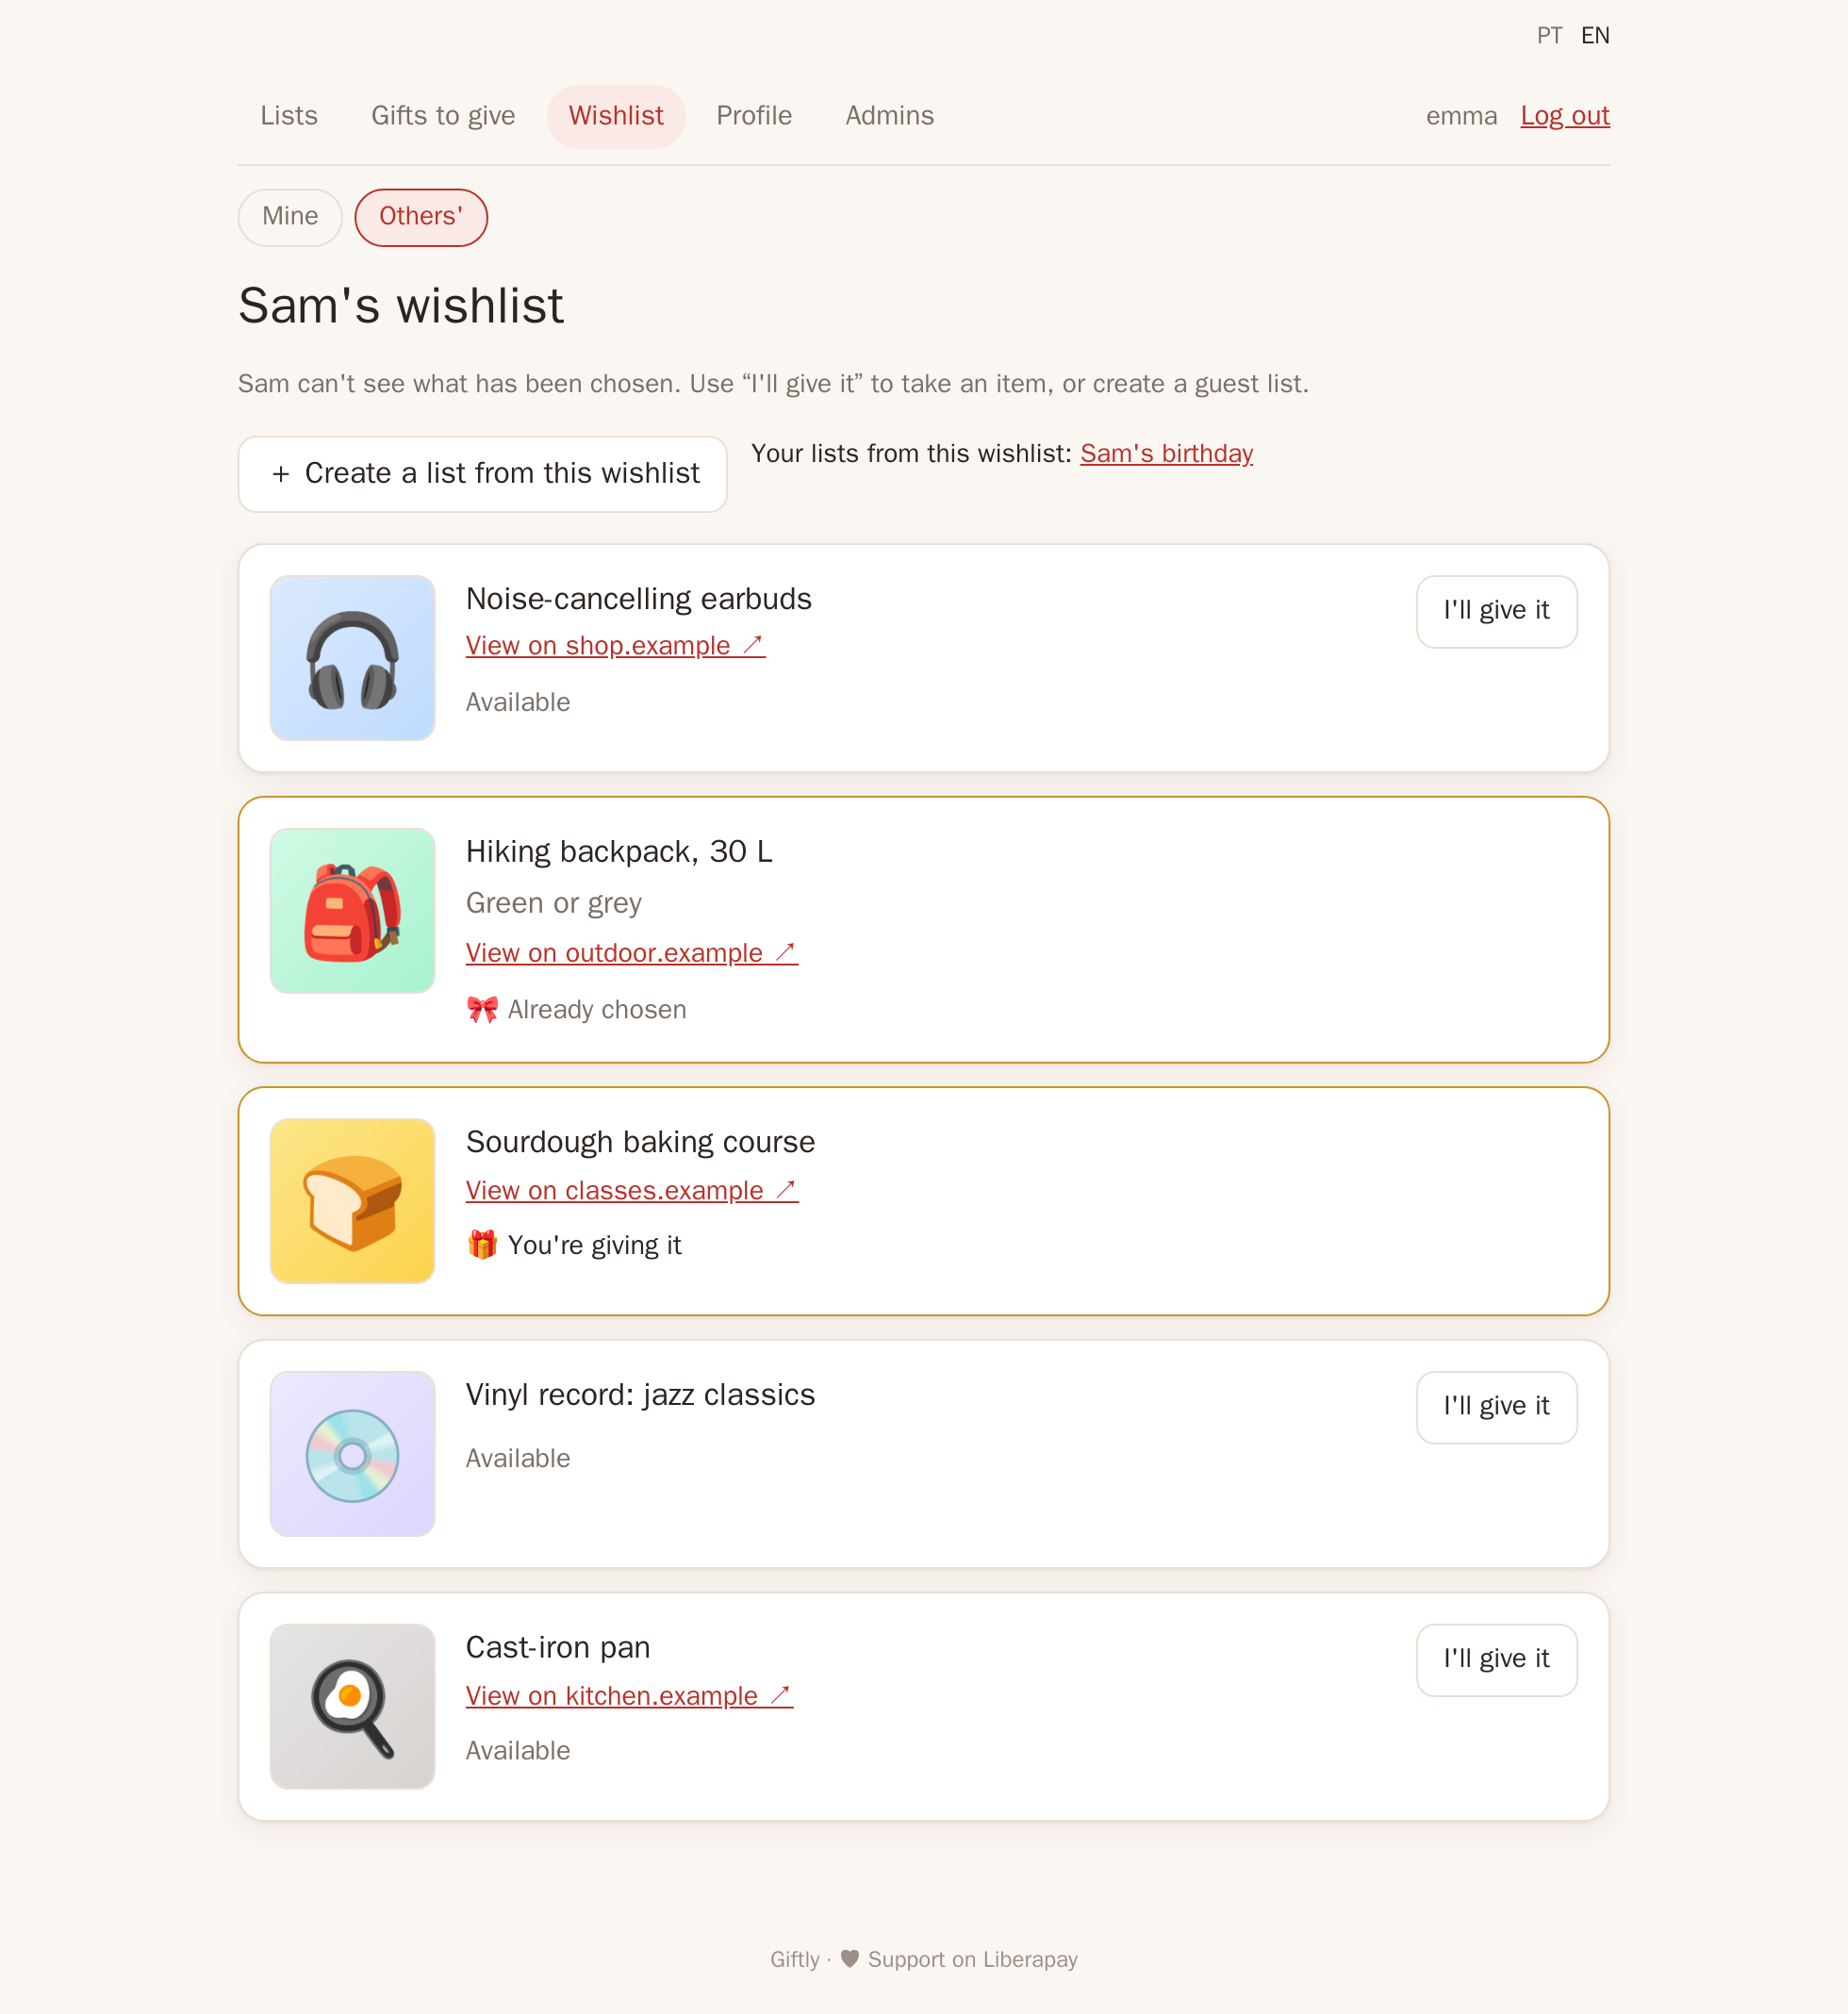 PT EN
Lists Gifts to give Wishlist Profile Admins emma Log out
Mine Others'
Sam's wishlist
Sam can't see what has been chosen. Use “I'll give it” to take an item, or create a guest list.
+ Create a list from this wishlist Your lists from this wishlist: Sam's birthday
Noise-cancelling earbuds I'll give it
View on shop.example ↗
Available
Hiking backpack, 30 L
Green or grey
View on outdoor.example ↗
🎀 Already chosen
Sourdough baking course
View on classes.example ↗
🎁 You're giving it
Vinyl record: jazz classics I'll give it
Available
Cast-iron pan I'll give it
View on kitchen.example ↗
Available
Giftly · ♥ Support on Liberapay